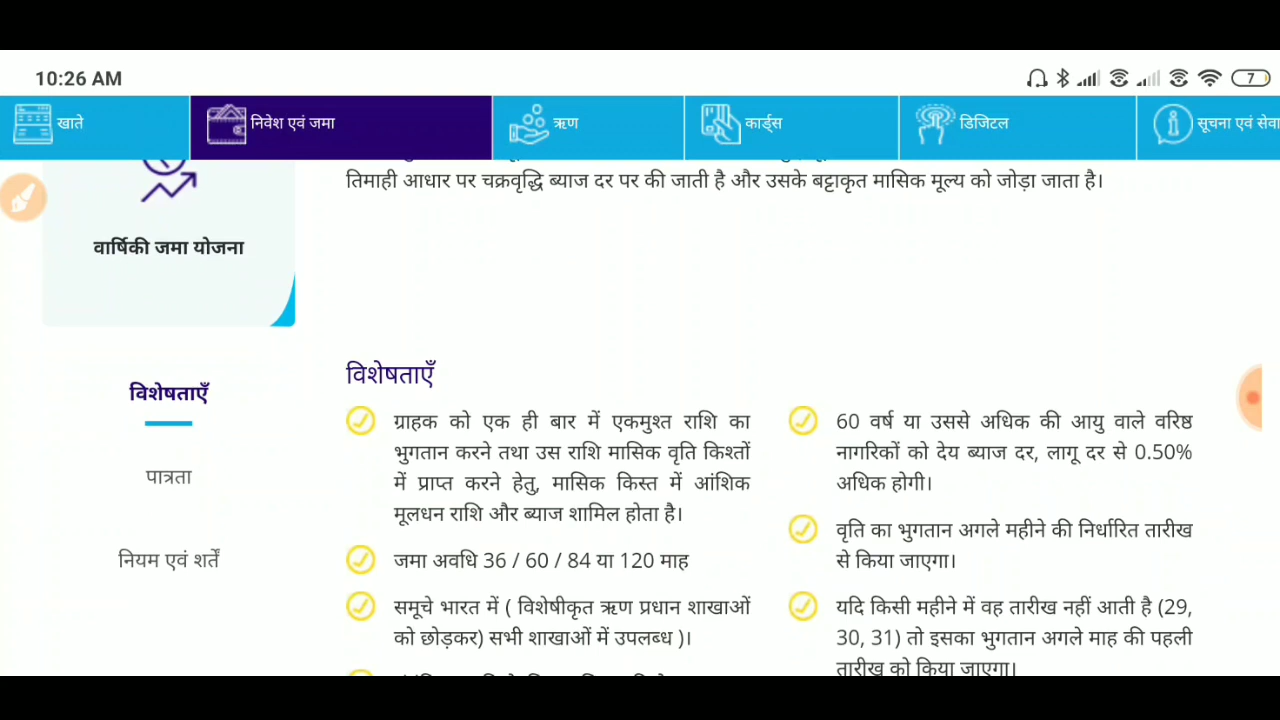 10:26 AM
7
खाते
निवेश एवं जमा
ऋण
कार्ड्स
डिजिटल
सूचना एवं सेवा
तिमाही आधार पर चक्रवृद्धि ब्याज दर पर की जाती है और उसके बट्टाकृत मासिक मूल्य को जोड़ा जाता है।
वार्षिकी जमा योजना
विशेषताएँ
पात्रता
नियम एवं शर्तें
विशेषताएँ
ग्राहक को एक ही बार में एकमुश्त राशि का
भुगतान करने तथा उस राशि मासिक वृति किश्तों
में प्राप्त करने हेतु, मासिक किस्त में आंशिक
मूलधन राशि और ब्याज शामिल होता है।
जमा अवधि 36 / 60 / 84 या 120 माह
समूचे भारत में ( विशेषीकृत ऋण प्रधान शाखाओं
को छोड़कर) सभी शाखाओं में उपलब्ध )।
60 वर्ष या उससे अधिक की आयु वाले वरिष्ठ
नागरिकों को देय ब्याज दर, लागू दर से 0.50%
अधिक होगी।
वृति का भुगतान अगले महीने की निर्धारित तारीख
से किया जाएगा।
यदि किसी महीने में वह तारीख नहीं आती है (29,
30, 31) तो इसका भुगतान अगले माह की पहली
तारीख को किया जाएगा।